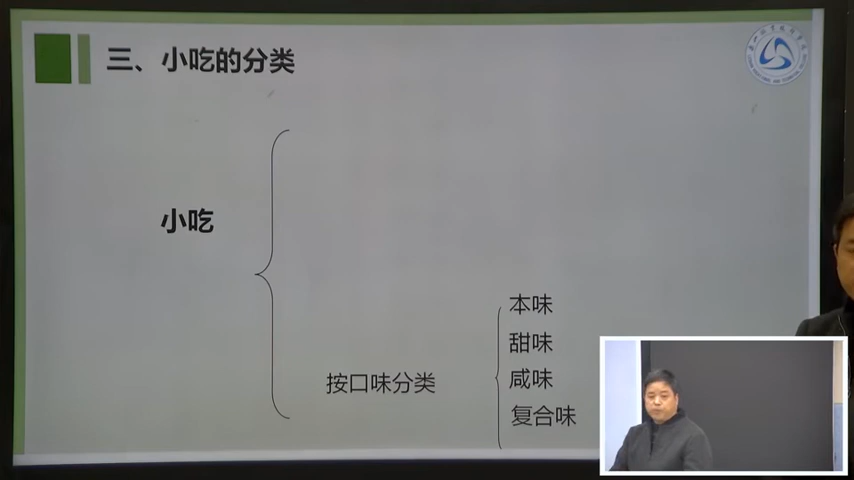 三、小吃的分类
小吃
本味
甜味
按口味分类
咸味
复合味